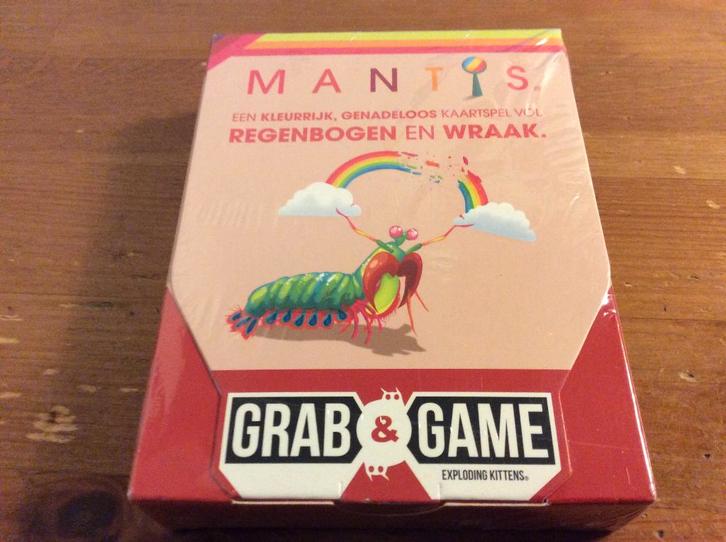 MANTIS.
EEN KLEURRIJK, GENADELOOS KAARTSPEL VOL
REGENBOGEN EN WRAAK.
GRAB & GAME
EXPLODING KITTENS®